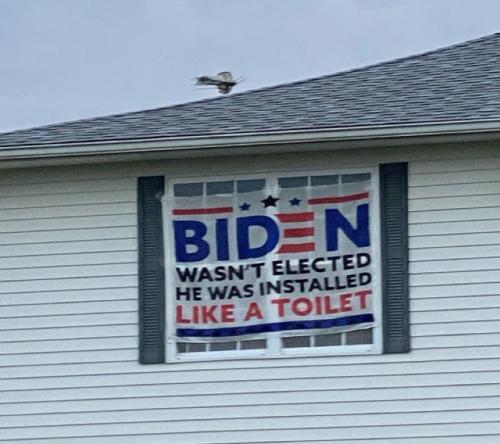 BIDEN
WASN'T ELECTED
HE WAS INSTALLED
LIKE A TOILET